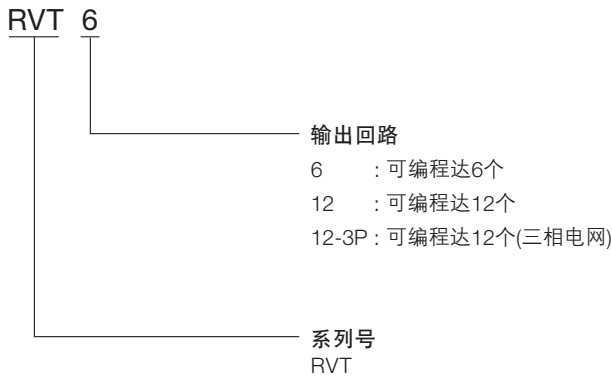 RVT 6
输出回路
6 : 可编程达6个
12 : 可编程达12个
12-3P : 可编程达12个(三相电网)
系列号
RVT